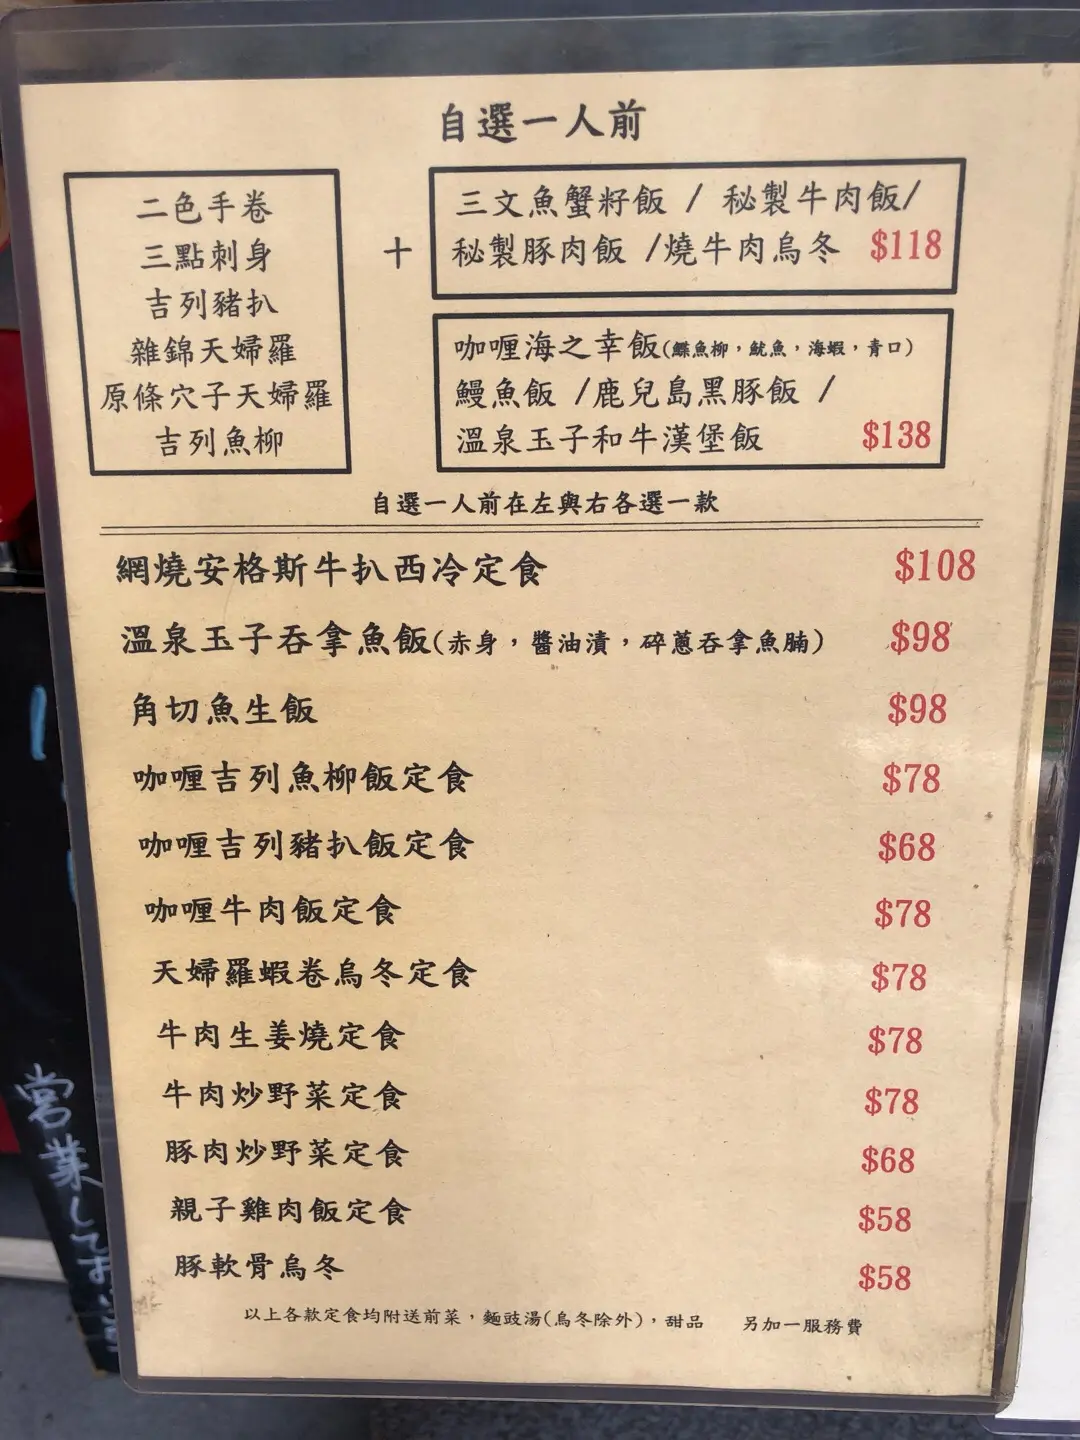 自選一人前
二色手卷
三點刺身
吉列豬扒
雜錦天婦羅
原條穴子天婦羅
吉列魚柳
+
三文魚蟹籽飯 / 秘製牛肉飯/
秘製豚肉飯 /燒牛肉烏冬 $118
咖喱海之幸飯(鰈魚柳，魷魚，海蝦，青口)
鰻魚飯 /鹿兒島黑豚飯 /
溫泉玉子和牛漢堡飯 $138
自選一人前在左與右各選一款
網燒安格斯牛扒西冷定食 $108
溫泉玉子吞拿魚飯(赤身，醬油漬，碎蔥吞拿魚腩) $98
角切魚生飯 $98
咖喱吉列魚柳飯定食 $78
咖喱吉列豬扒飯定食 $68
咖喱牛肉飯定食 $78
天婦羅蝦卷烏冬定食 $78
牛肉生姜燒定食 $78
牛肉炒野菜定食 $78
豚肉炒野菜定食 $68
親子雞肉飯定食 $58
豚軟骨烏冬 $58
以上各款定食均附送前菜，麵豉湯(烏冬除外)，甜品 另加一服務費
営業してお